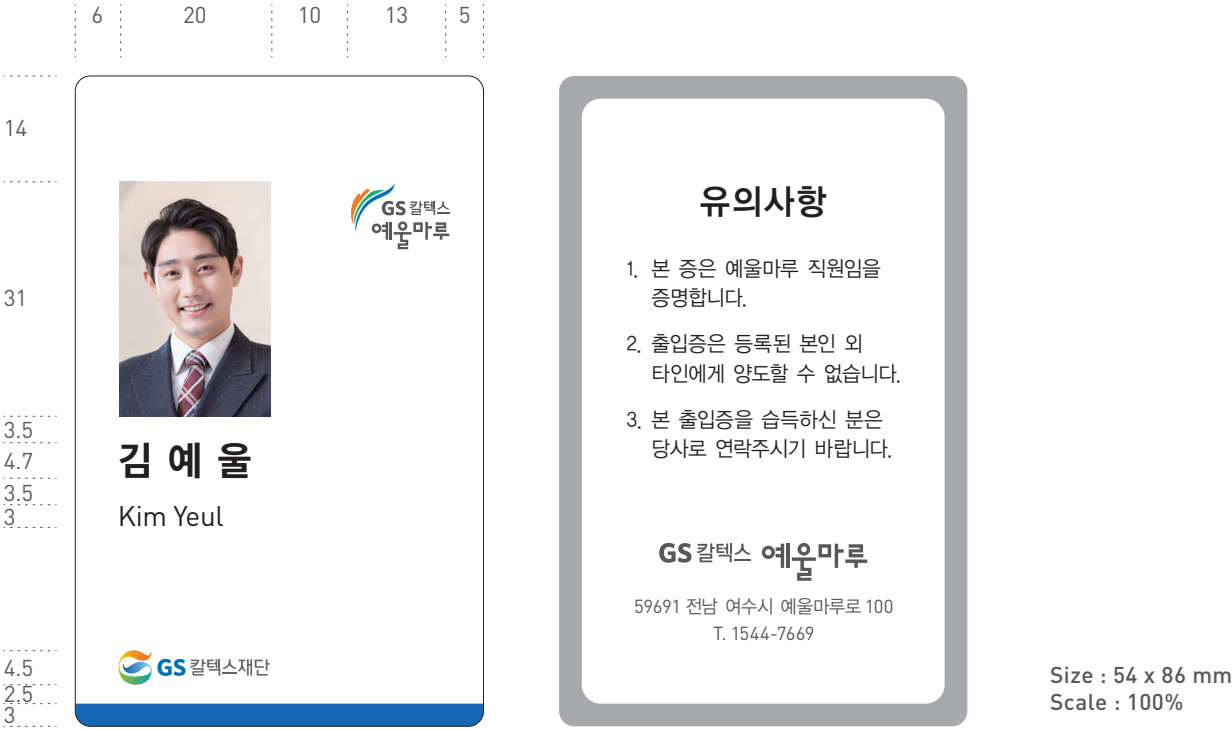 6 20 10 13 5
14
31
3.5
4.7
3.5
3
4.5
2.5
3
GS칼텍스
예울마루
김 예 울
Kim Yeul
GS칼텍스재단
유의사항
1. 본 증은 예울마루 직원임을
증명합니다.
2. 출입증은 등록된 본인 외
타인에게 양도할 수 없습니다.
3. 본 출입증을 습득하신 분은
당사로 연락주시기 바랍니다.
GS칼텍스 예울마루
59691 전남 여수시 예울마루로 100
T. 1544-7669
Size : 54 x 86 mm
Scale : 100%